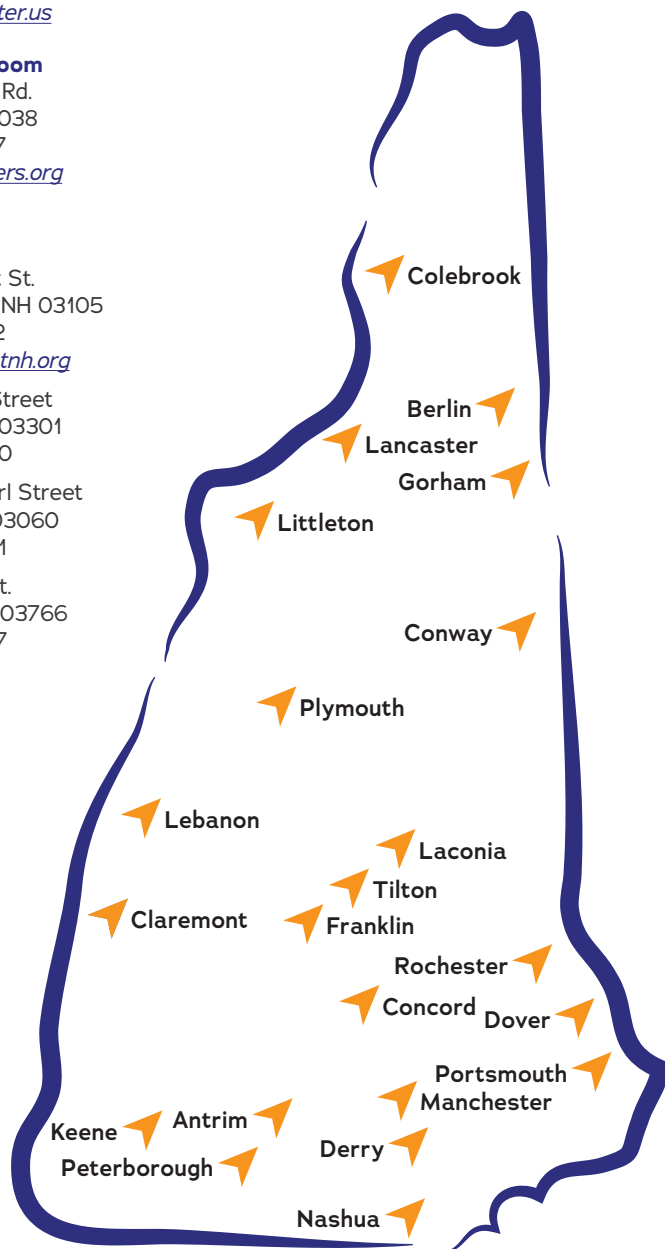 ter.us
oom
Rd.
038
7
ers.org
St.
NH 03105
2
tnh.org
Street
03301
0
rl Street
03060
1
t.
03766
7
Colebrook
Berlin
Lancaster
Gorham
Littleton
Conway
Plymouth
Lebanon
Laconia
Tilton
Claremont
Franklin
Rochester
Concord
Dover
Portsmouth
Manchester
Antrim
Keene
Derry
Peterborough
Nashua